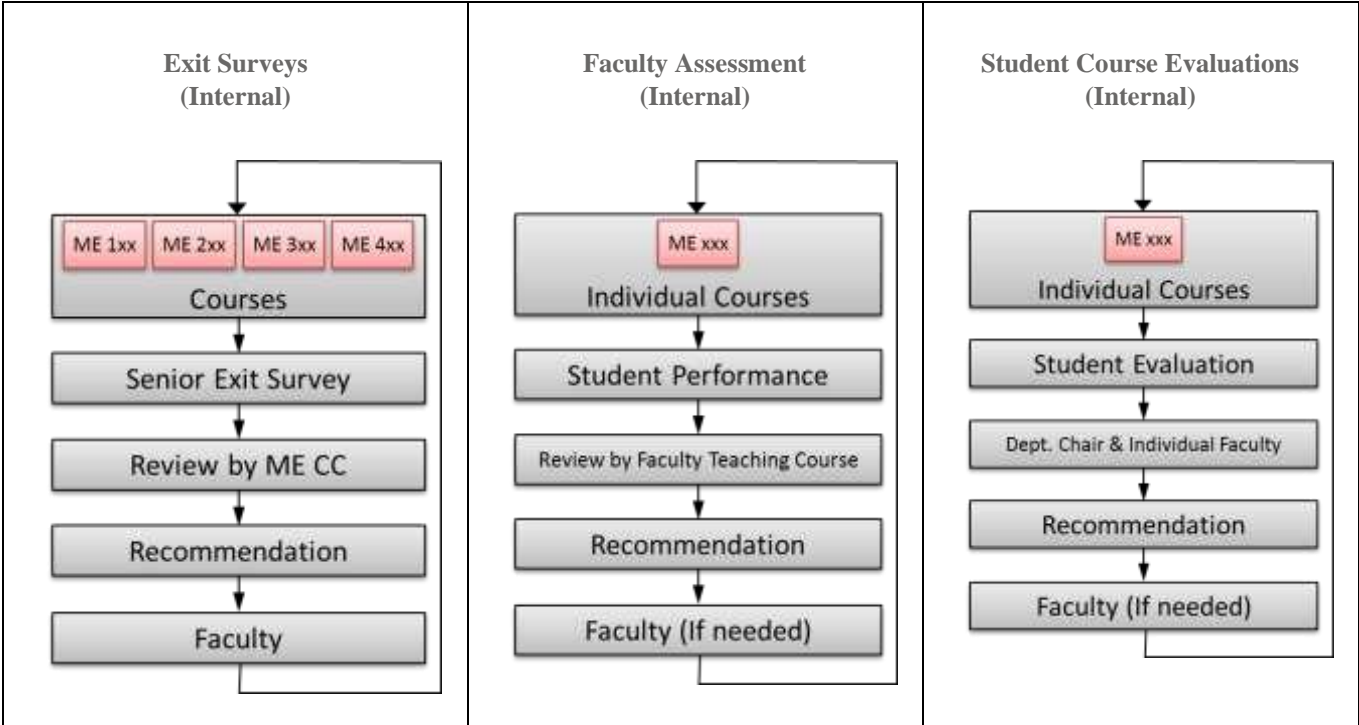 Exit Surveys
(Internal)
ME 1xx ME 2xx ME 3xx ME 4xx
Courses
Senior Exit Survey
Review by ME CC
Recommendation
Faculty
Faculty Assessment
(Internal)
ME xxx
Individual Courses
Student Performance
Review by Faculty Teaching Course
Recommendation
Faculty (If needed)
Student Course Evaluations
(Internal)
ME xxx
Individual Courses
Student Evaluation
Dept. Chair & Individual Faculty
Recommendation
Faculty (If needed)